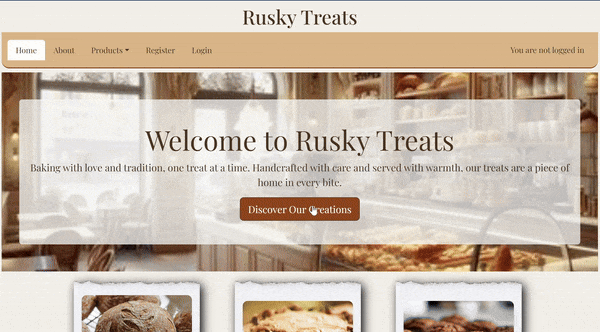 Rusky Treats
Home About Products Register Login You are not logged in
Welcome to Rusky Treats
Baking with love and tradition, one treat at a time. Handcrafted with care and served with warmth, our treats are a piece of
home in every bite.
Discover Our Creations